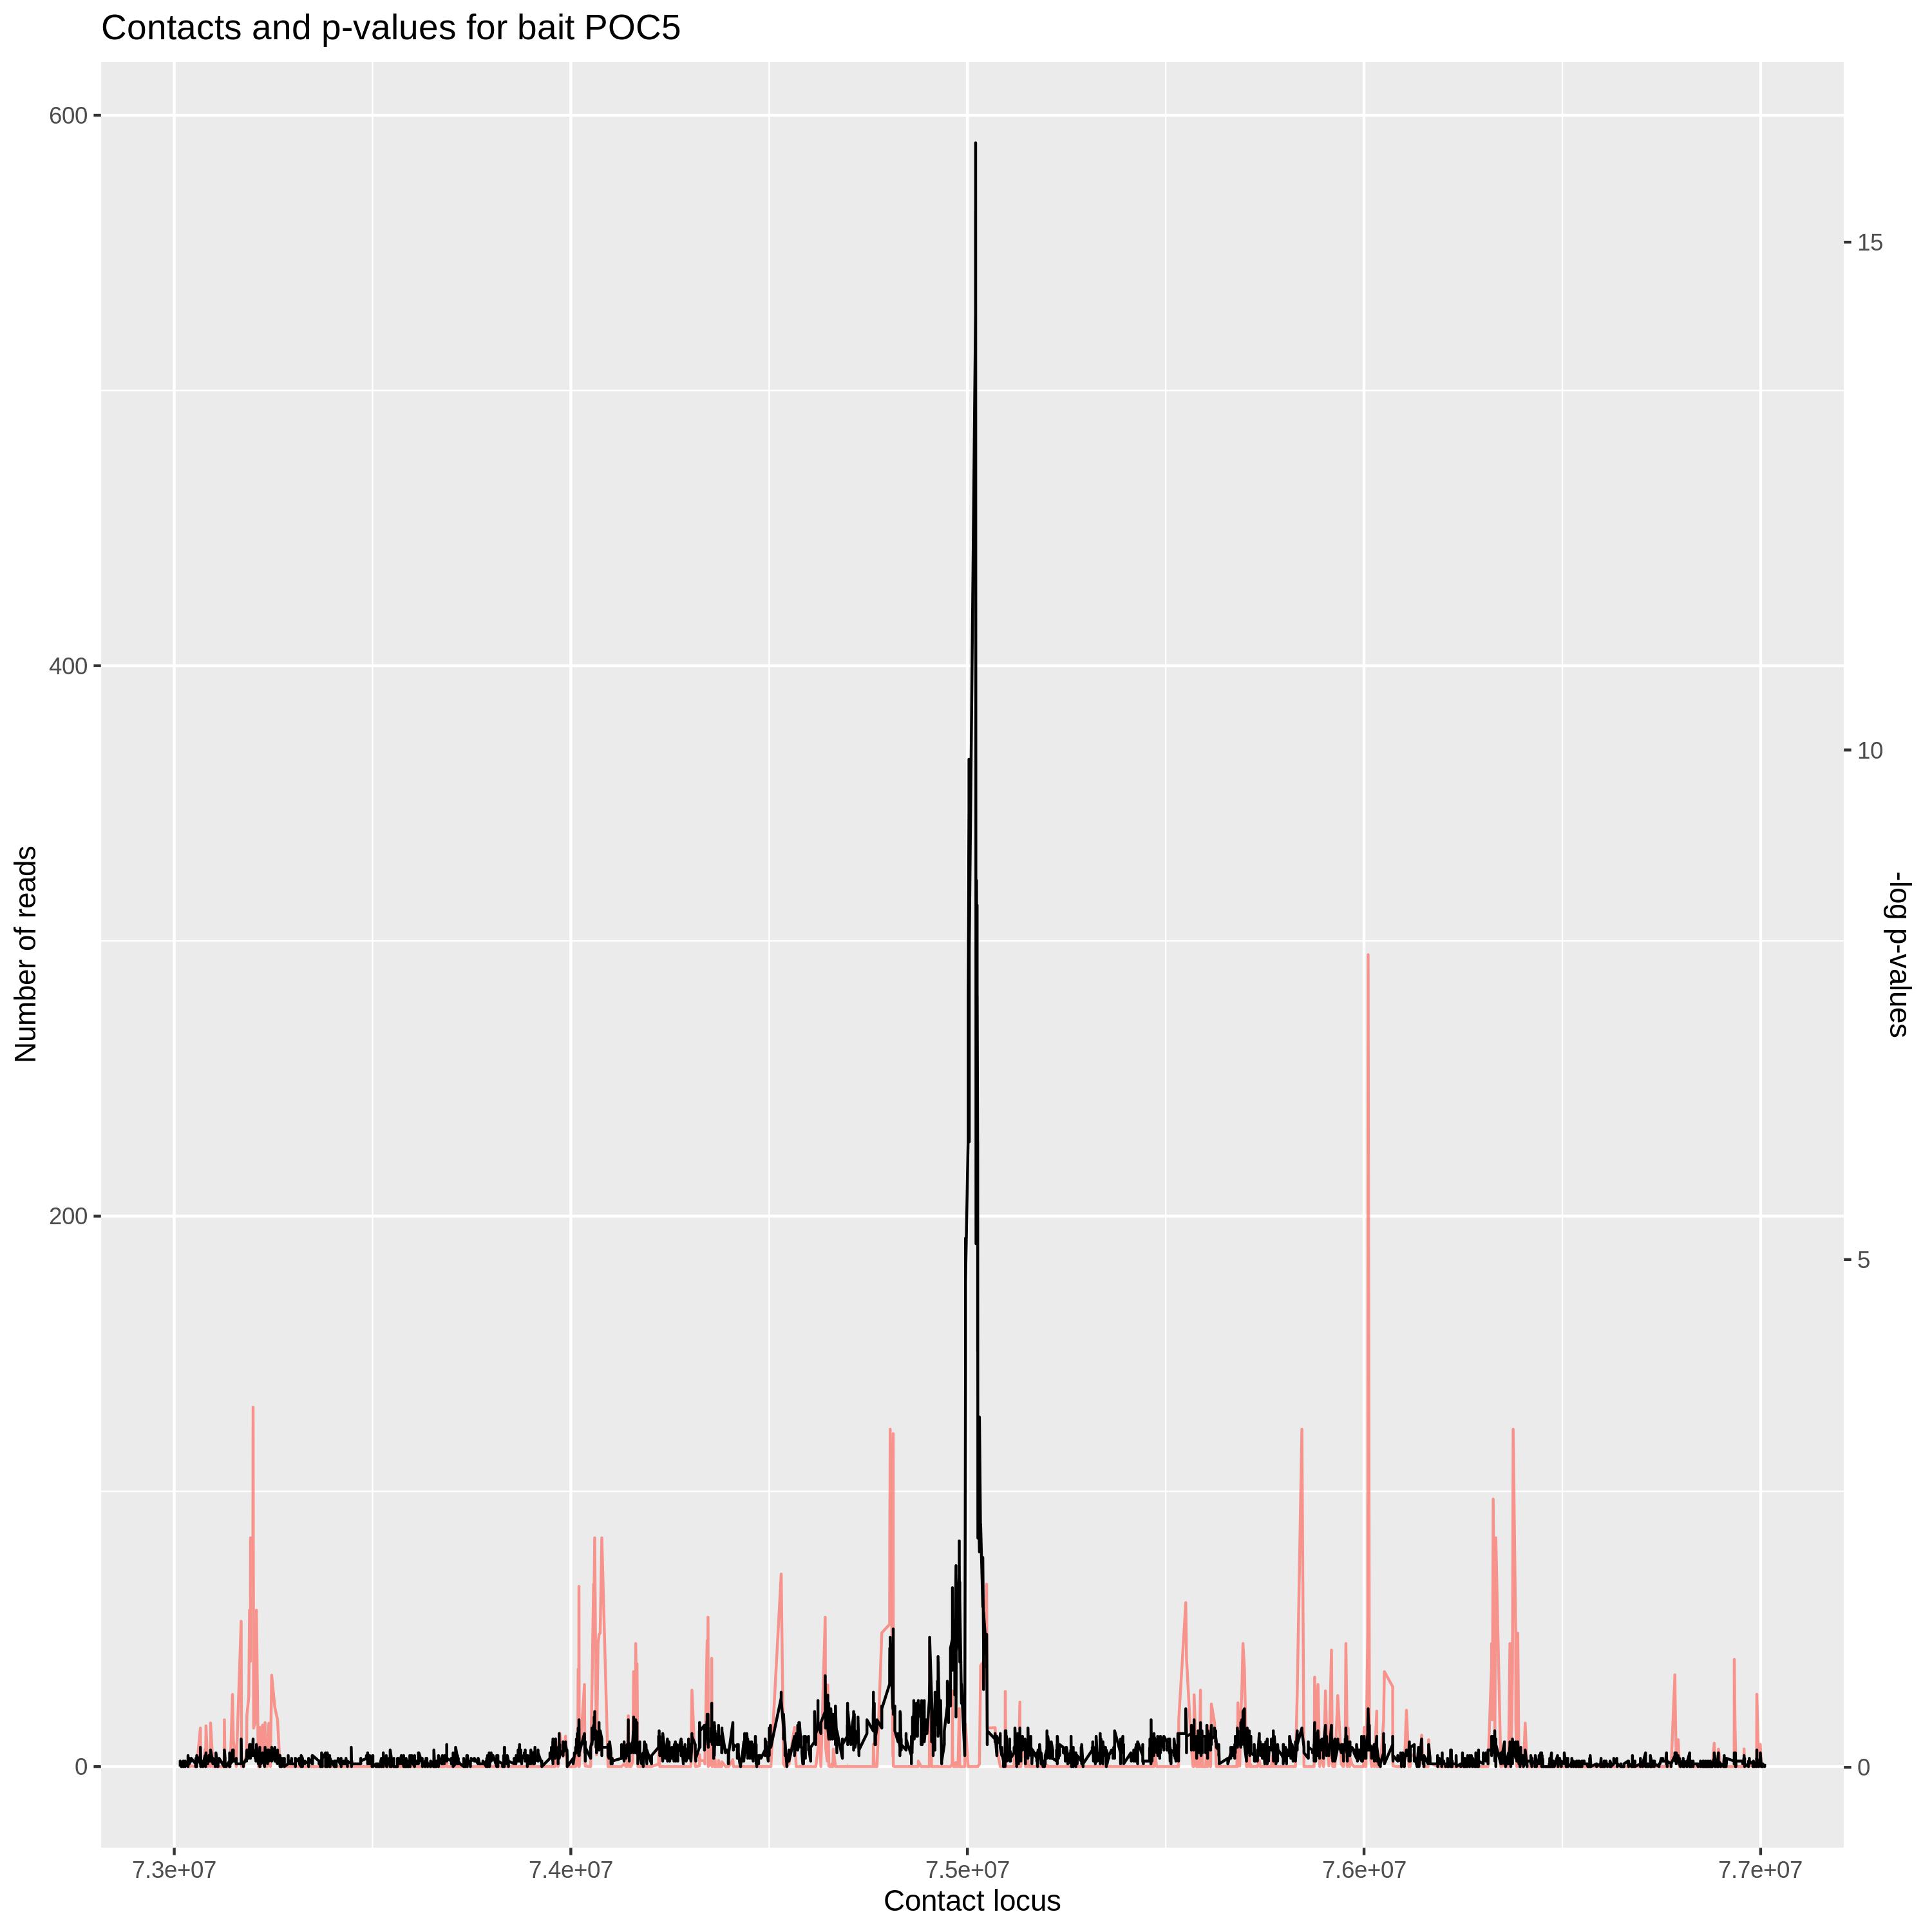 Contacts and p-values for bait POC5
600
400
200
0
Number of reads
15
10
5
0
-log p-values
7.3e+07
7.4e+07
7.5e+07
7.6e+07
7.7e+07
Contact locus